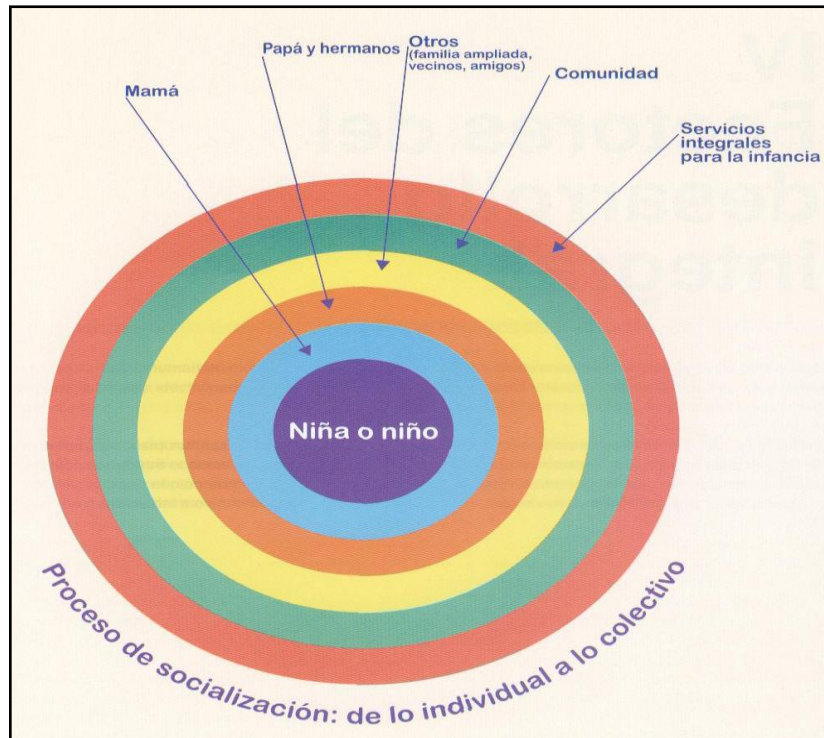 Mamá
Papá y hermanos
Otros
(familia ampliada,
vecinos, amigos)
Comunidad
Servicios
integrales
para la infancia
Niña o niño
Proceso de socialización: de lo individual a lo colectivo